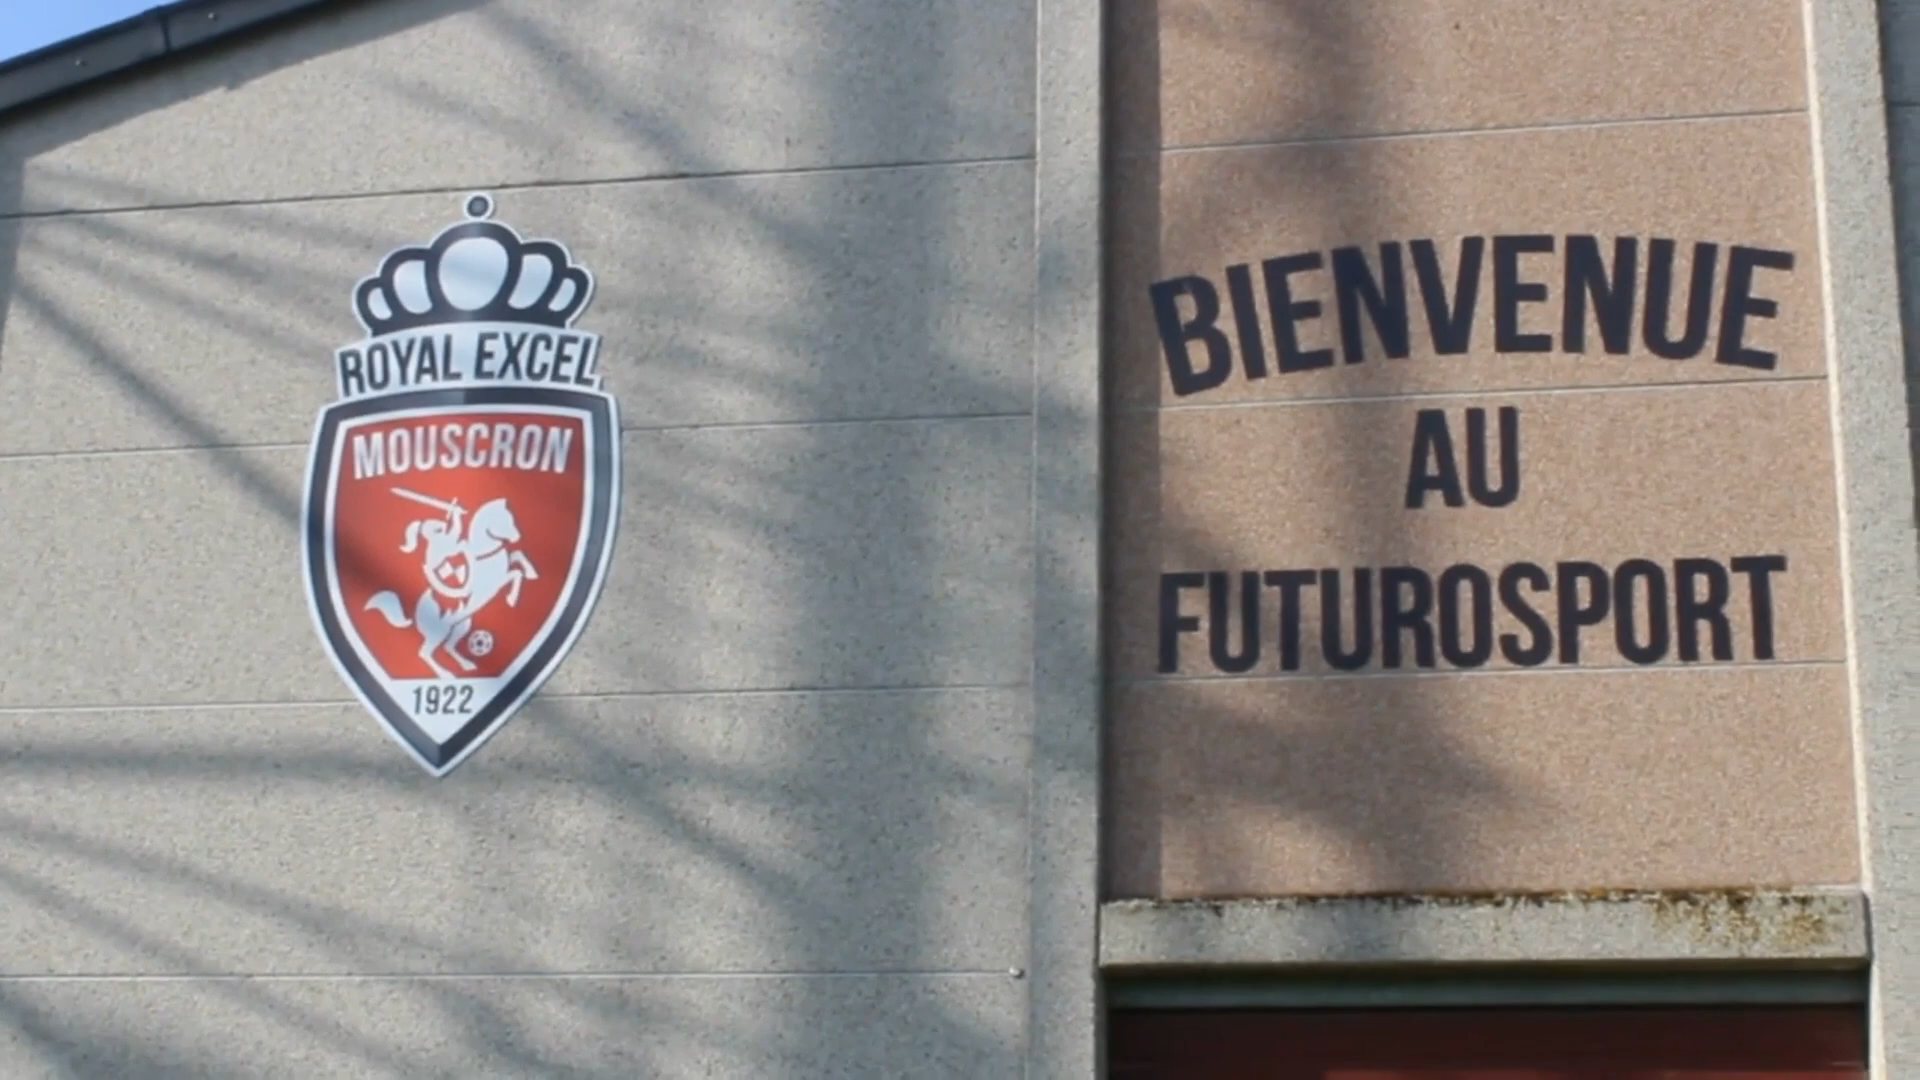 ROYAL EXCEL
MOUSCRON
1922
BIENVENUE
AU
FUTUROSPORT